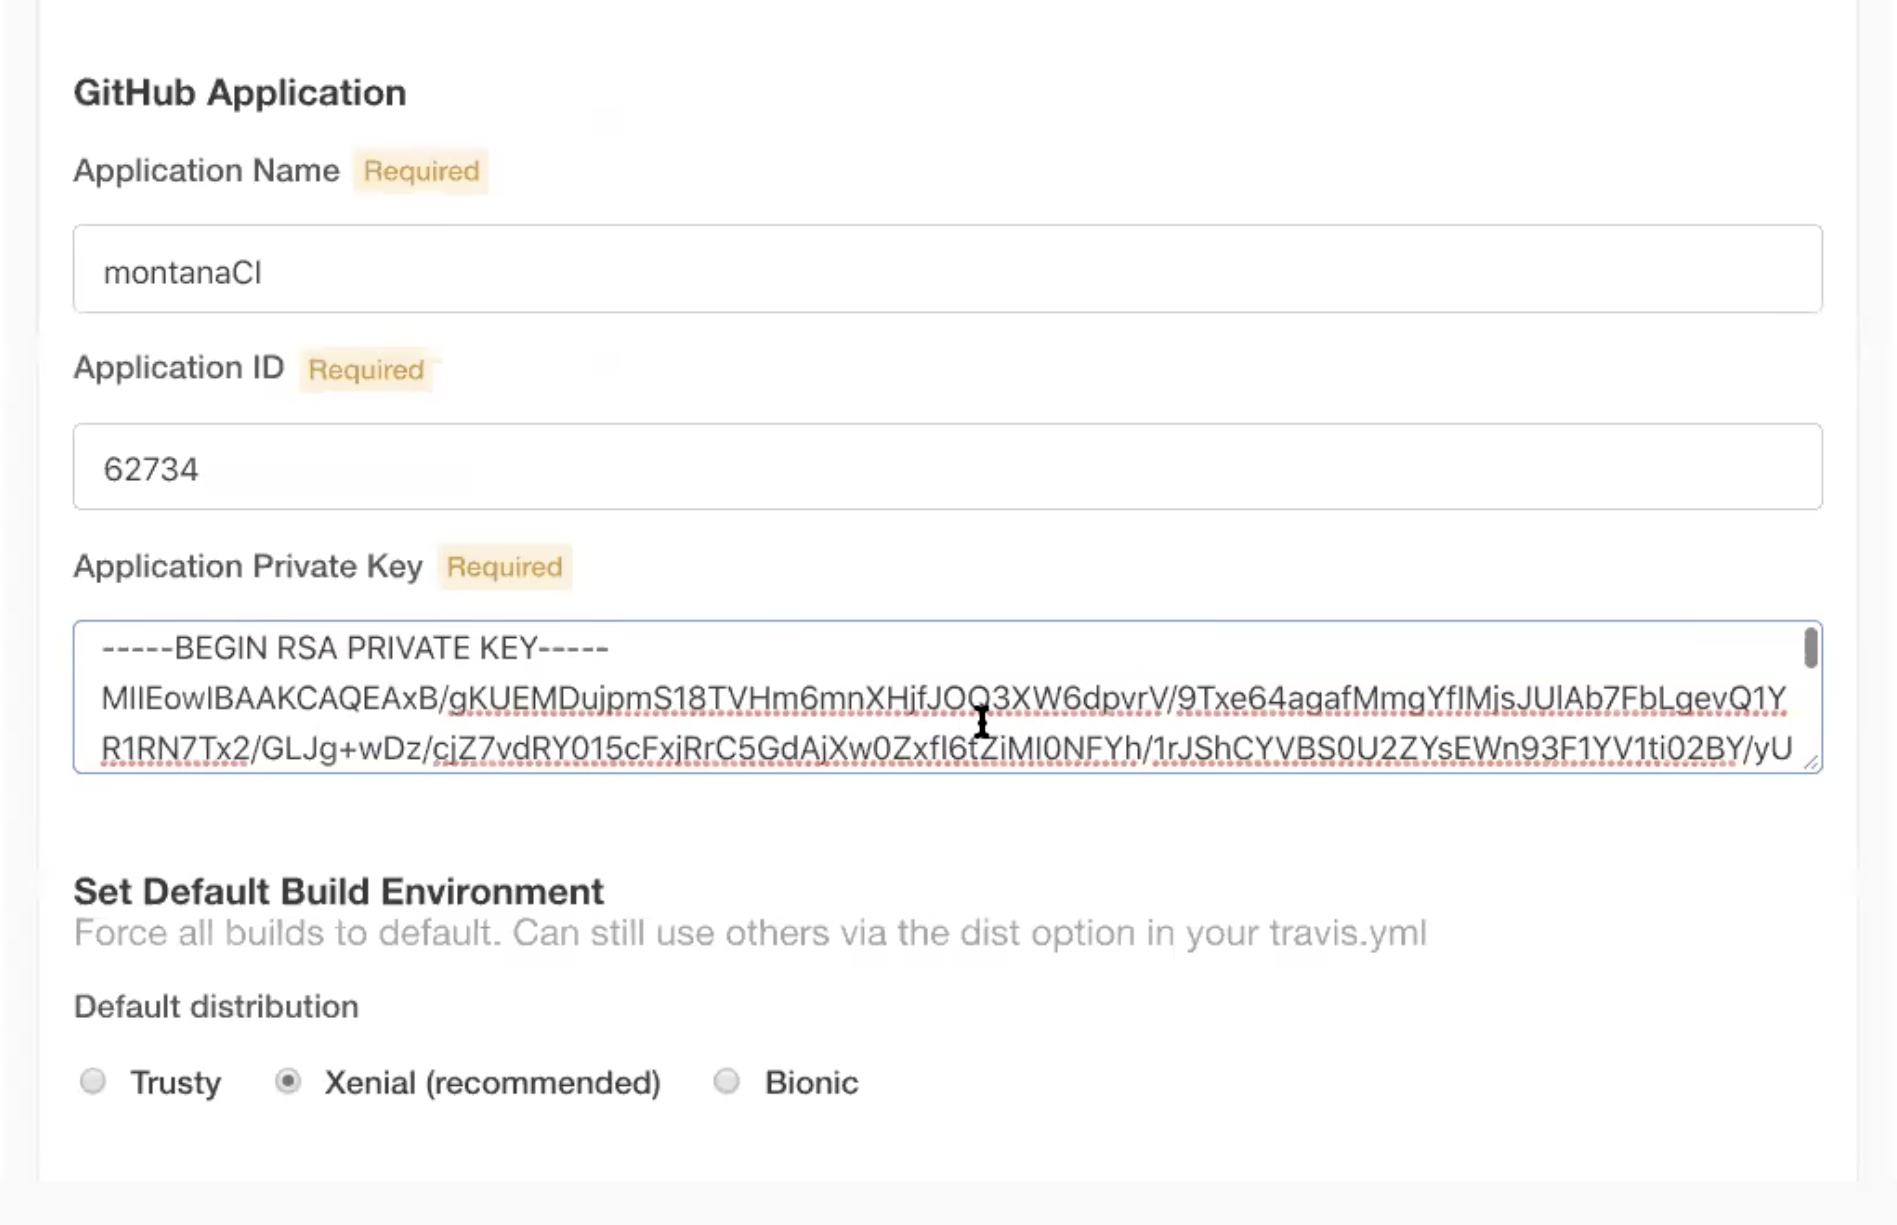 GitHub Application
Application Name Required
montanaCI
Application ID Required
62734
Application Private Key Required
-----BEGIN RSA PRIVATE KEY-----
MIIEowIBAAKCAQEAxB/gKUEMDujpmS18TVHm6mnXHjfJOQ3XW6dpvrV/9Txe64agafMmgYfIMjsJUlAb7FbLgevQ1Y
R1RN7Tx2/GLJg+wDz/cjZ7vdRY015cFxjRrC5GdAjXw0Zxfl6tZiMI0NFYh/1rJShCYVBS0U2ZYsEWn93F1YV1ti02BY/yU
Set Default Build Environment
Force all builds to default. Can still use others via the dist option in your travis.yml
Default distribution
Trusty Xenial (recommended) Bionic